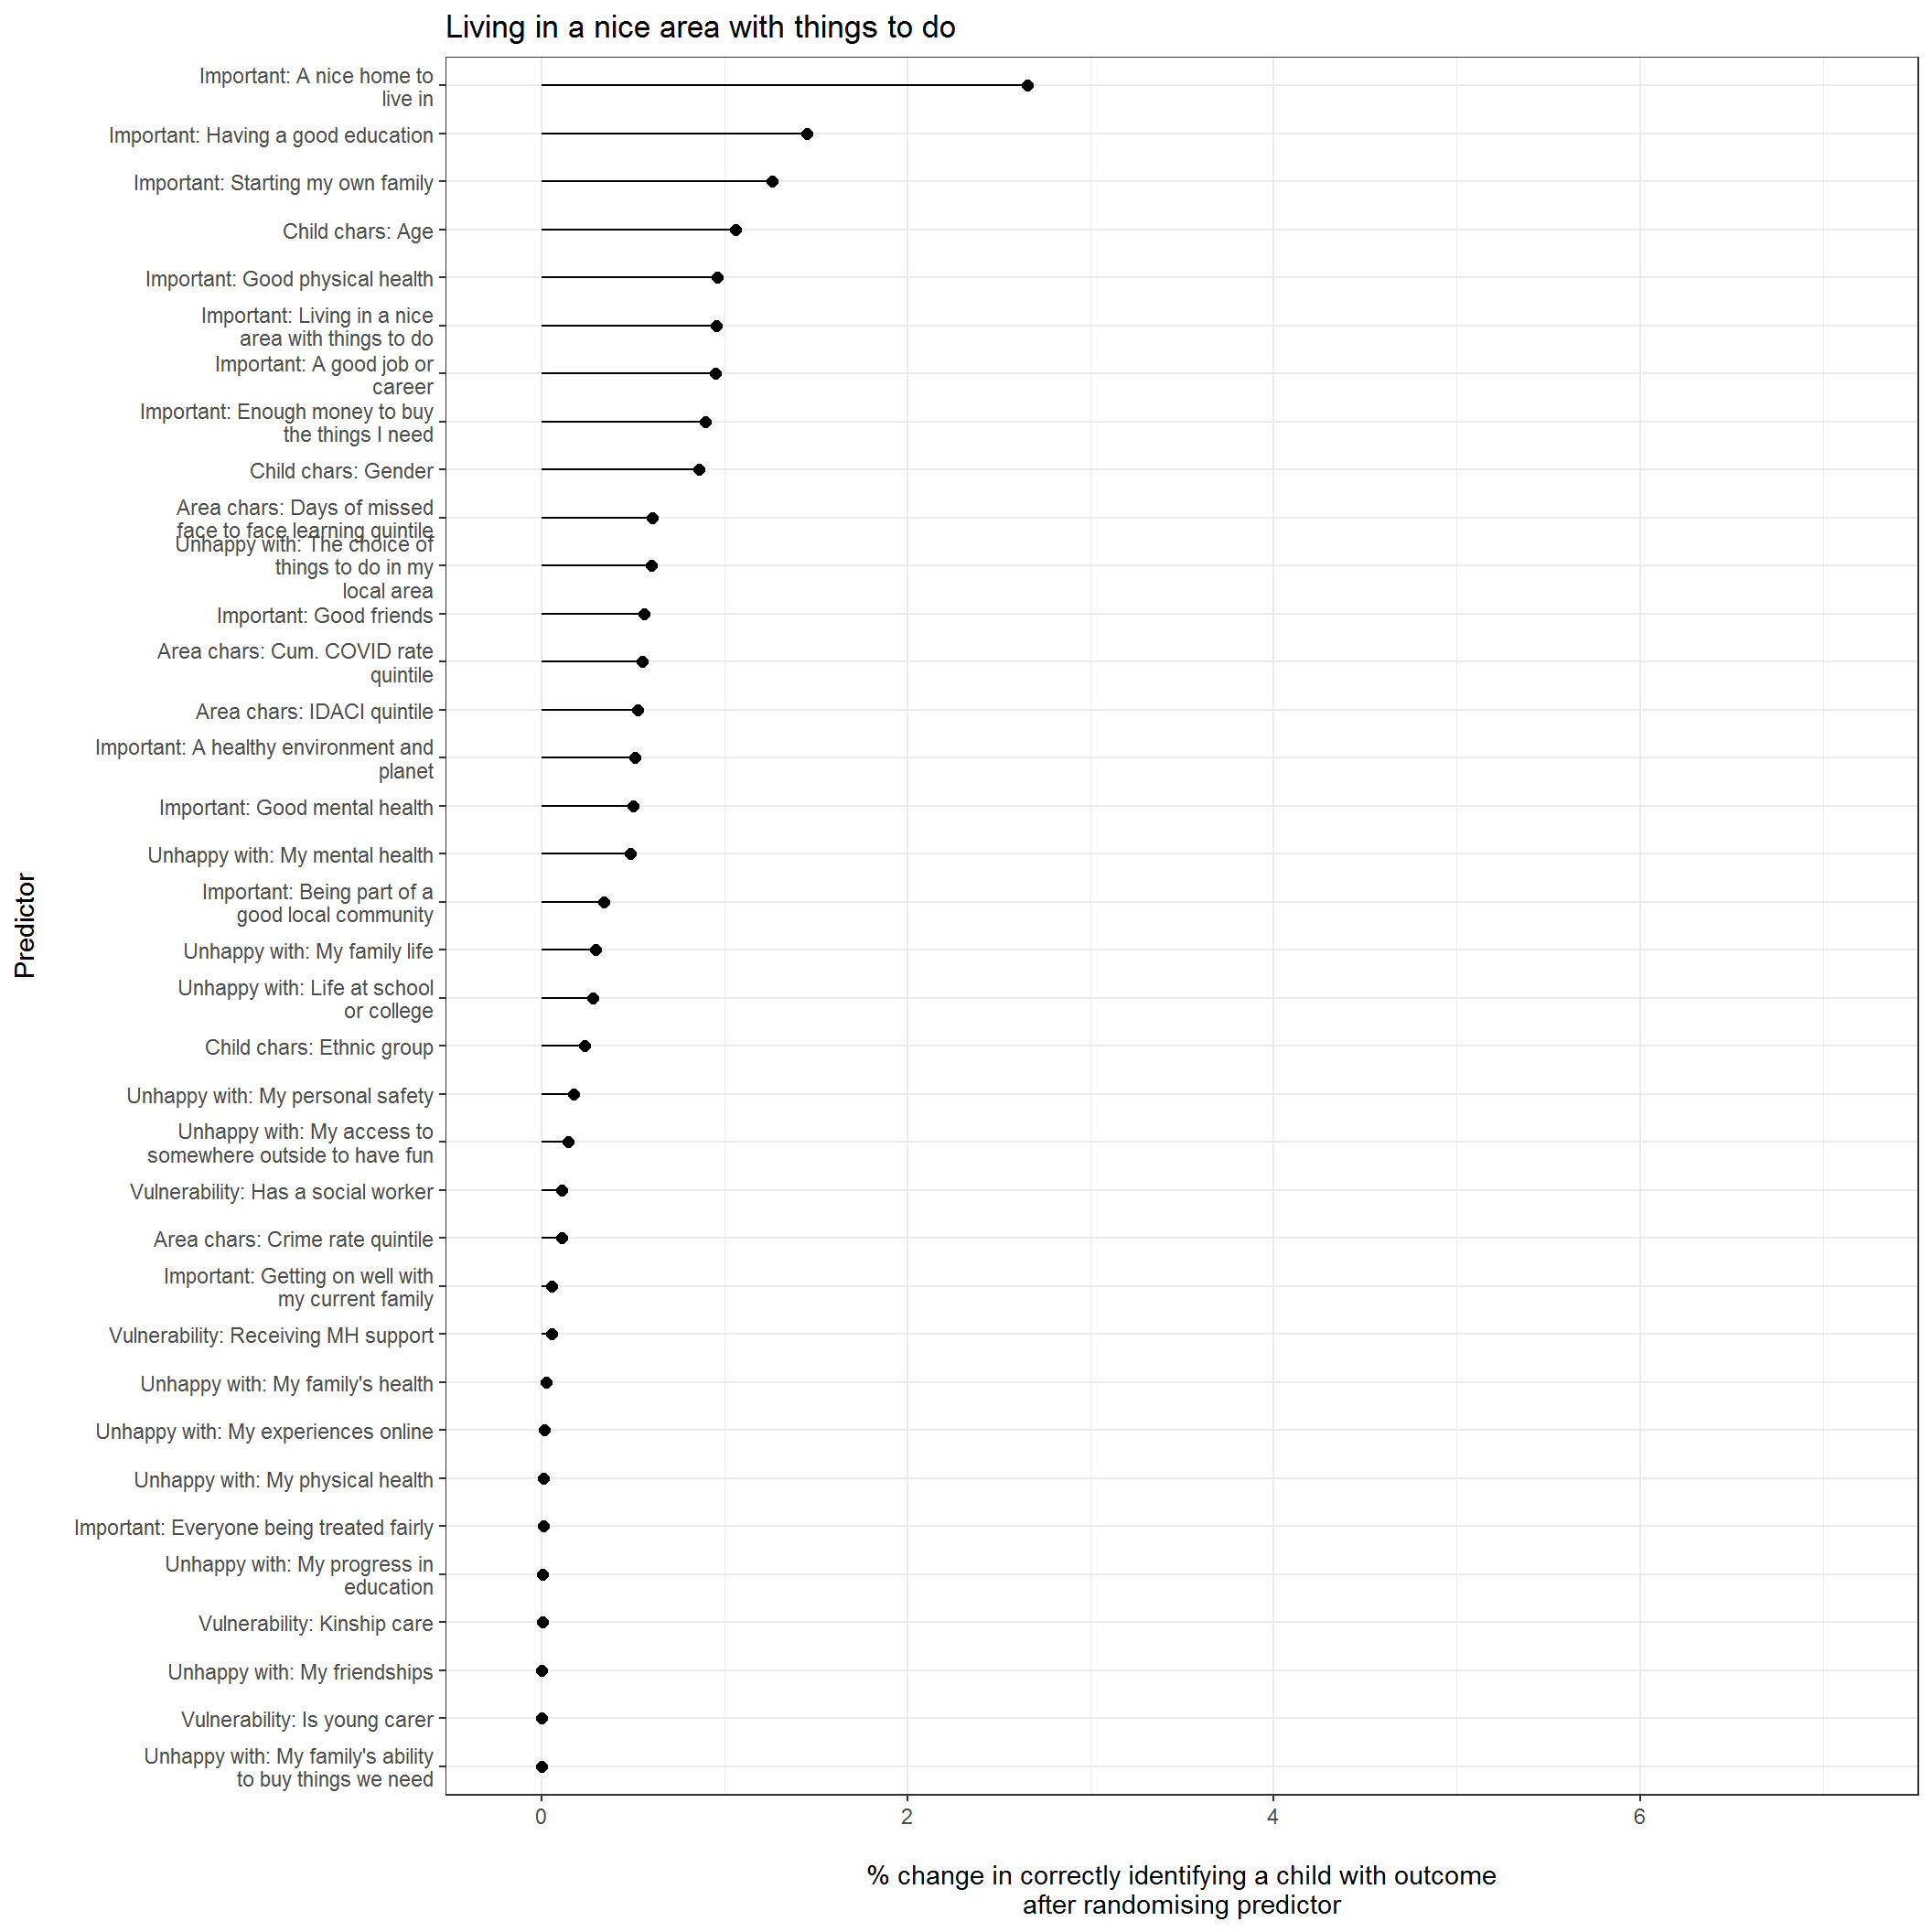 Living in a nice area with things to do
Important: A nice home to
live in
Important: Having a good education
Important: Starting my own family
Child chars: Age
Important: Good physical health
Important: Living in a nice
area with things to do
Important: A good job or
career
Important: Enough money to buy
the things I need
Child chars: Gender
Area chars: Days of missed
face to face learning quintile
Unhappy with: The choice of
things to do in my
local area
Important: Good friends
Area chars: Cum. COVID rate
quintile
Area chars: IDACI quintile
Important: A healthy environment and
planet
Important: Good mental health
Unhappy with: My mental health
Important: Being part of a
good local community
Unhappy with: My family life
Unhappy with: Life at school
or college
Child chars: Ethnic group
Unhappy with: My personal safety
Unhappy with: My access to
somewhere outside to have fun
Vulnerability: Has a social worker
Area chars: Crime rate quintile
Important: Getting on well with
my current family
Vulnerability: Receiving MH support
Unhappy with: My family's health
Unhappy with: My experiences online
Unhappy with: My physical health
Important: Everyone being treated fairly
Unhappy with: My progress in
education
Vulnerability: Kinship care
Unhappy with: My friendships
Vulnerability: Is young carer
Unhappy with: My family's ability
to buy things we need
Predictor
0 2 4 6
% change in correctly identifying a child with outcome
after randomising predictor